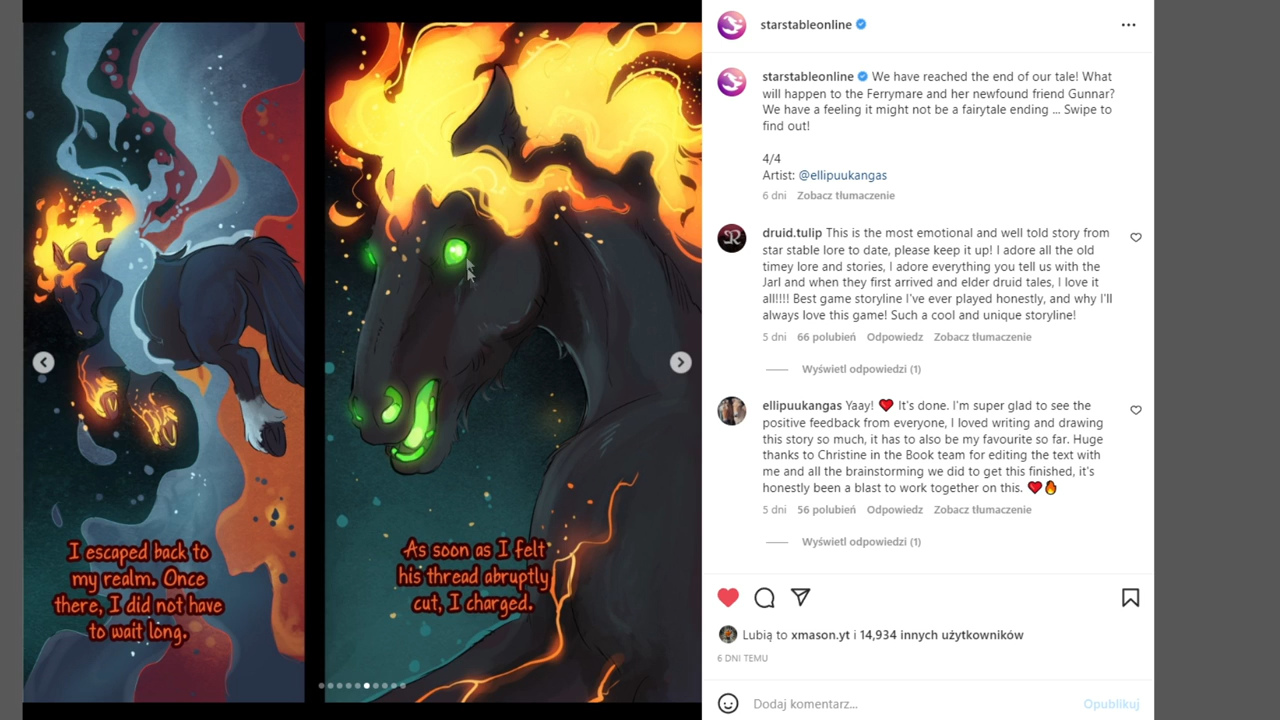 I escaped back to
my realm. Once
there, I did not have
to wait long.
As soon as I felt
his thread abruptly
cut, I charged.
starstableonline
starstableonline We have reached the end of our tale! What
will happen to the Ferrymare and her newfound friend Gunnar?
We have a feeling it might not be a fairytale ending ... Swipe to
find out!
4/4
Artist: @ellipuukangas
6 dni Zobacz tłumaczenie
druid.tulip This is the most emotional and well told story from
star stable lore to date, please keep it up! I adore all the old
timey lore and stories, I adore everything you tell us with the
Jarl and when they first arrived and elder druid tales, I love it
all!!!! Best game storyline I've ever played honestly, and why I'll
always love this game! Such a cool and unique storyline!
5 dni 66 polubień Odpowiedz Zobacz tłumaczenie
Wyświetl odpowiedzi (1)
ellipuukangas Yaay! ❤️ It's done. I'm super glad to see the
positive feedback from everyone, I loved writing and drawing
this story so much, it has to also be my favourite so far. Huge
thanks to Christine in the Book team for editing the text with
me and all the brainstorming we did to get this finished, it's
honestly been a blast to work together on this. ❤️🔥
5 dni 56 polubień Odpowiedz Zobacz tłumaczenie
Wyświetl odpowiedzi (1)
Lubią to xmason.yt i 14,934 innych użytkowników
6 DNI TEMU
Dodaj komentarz...
Opublikuj